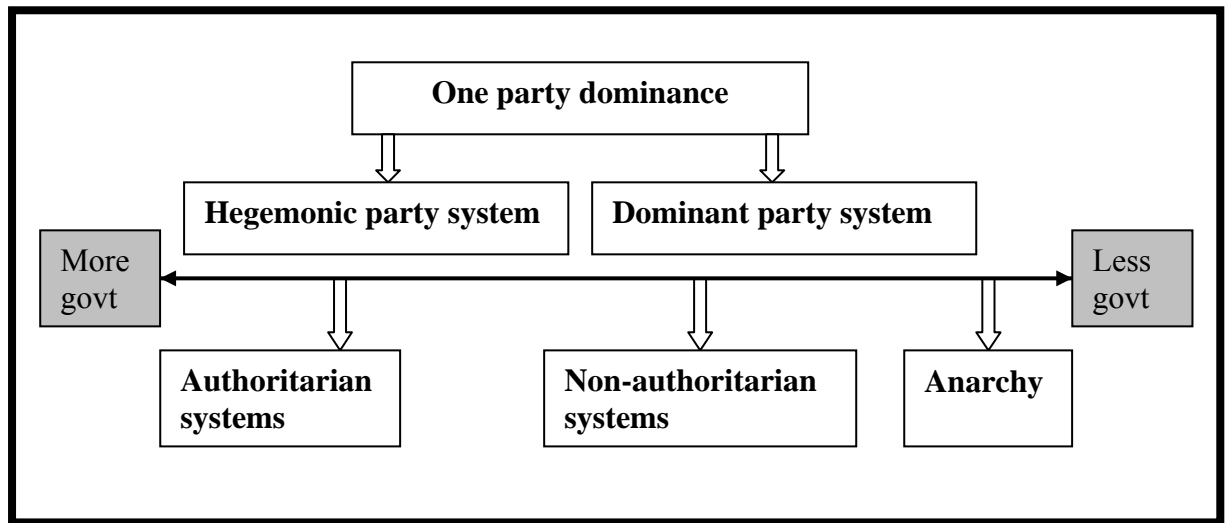 One party dominance
Hegemonic party system
Dominant party system
More
govt
Less
govt
Authoritarian
systems
Non-authoritarian
systems
Anarchy